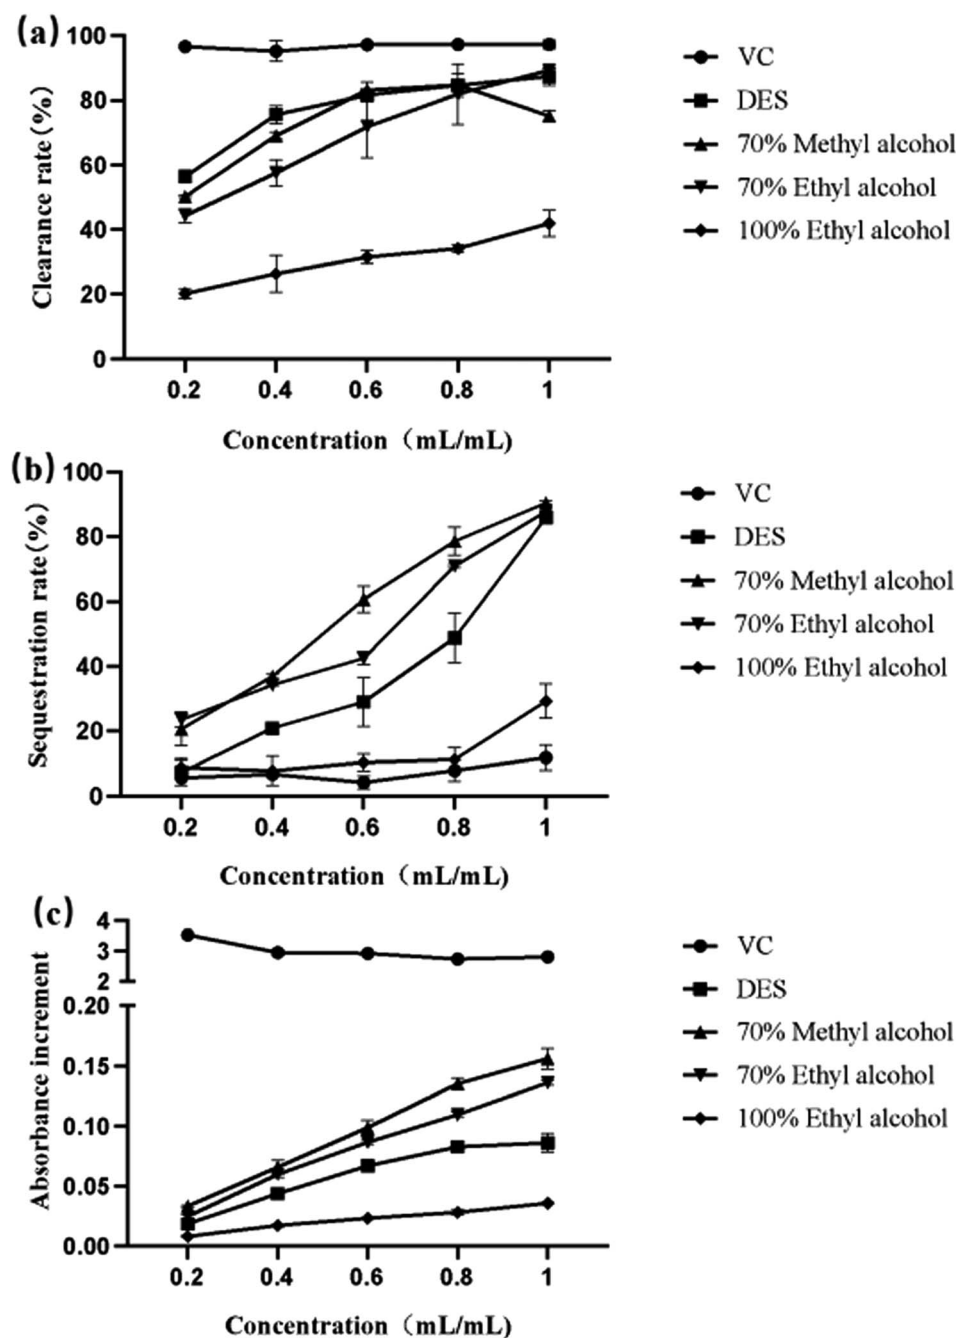 (a)
100
80
60
40
20
0
Clearance rate(%)
0.2 0.4 0.6 0.8 1
Concentration（mL/mL)
VC
DES
70% Methyl alcohol
70% Ethyl alcohol
100% Ethyl alcohol
(b)
100
80
60
40
20
0
Sequestration rate(%)
0.2 0.4 0.6 0.8 1
Concentration（mL/mL)
VC
DES
70% Methyl alcohol
70% Ethyl alcohol
100% Ethyl alcohol
(c)
4
3
2
0.20
0.15
0.10
0.05
0.00
Absorbance increment
0.2 0.4 0.6 0.8 1
Concentration（mL/mL)
VC
DES
70% Methyl alcohol
70% Ethyl alcohol
100% Ethyl alcohol